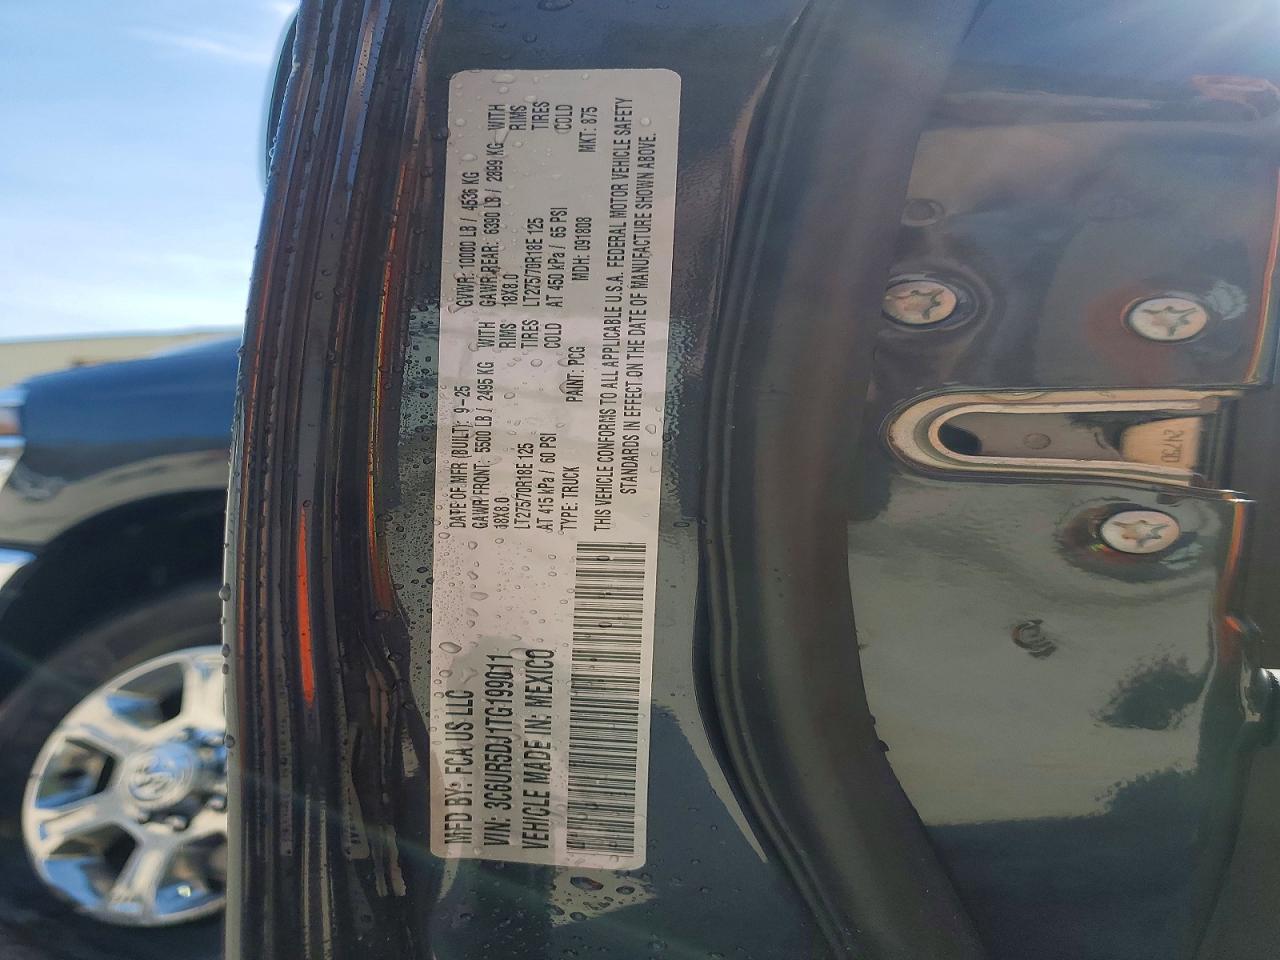 MFD BY: FCA US LLC
DATE OF MFR (BUILT): 9-25
GVWR: 10000 LB / 4536 KG
VIN: 3C6UR5DJ1TG199011
GAWR FRONT: 5500 LB / 2495 KG WITH
18X8.0 RIMS
LT275/70R18E 125 TIRES
AT 415 kPa / 60 PSI COLD
GAWR REAR: 6390 LB / 2899 KG WITH
18X8.0 RIMS
LT275/70R18E 125 TIRES
AT 450 kPa / 65 PSI COLD
VEHICLE MADE IN: MEXICO
TYPE: TRUCK PAINT: PCG MDH: 091808 MKT: 875
THIS VEHICLE CONFORMS TO ALL APPLICABLE U.S.A. FEDERAL MOTOR VEHICLE SAFETY
STANDARDS IN EFFECT ON THE DATE OF MANUFACTURE SHOWN ABOVE.